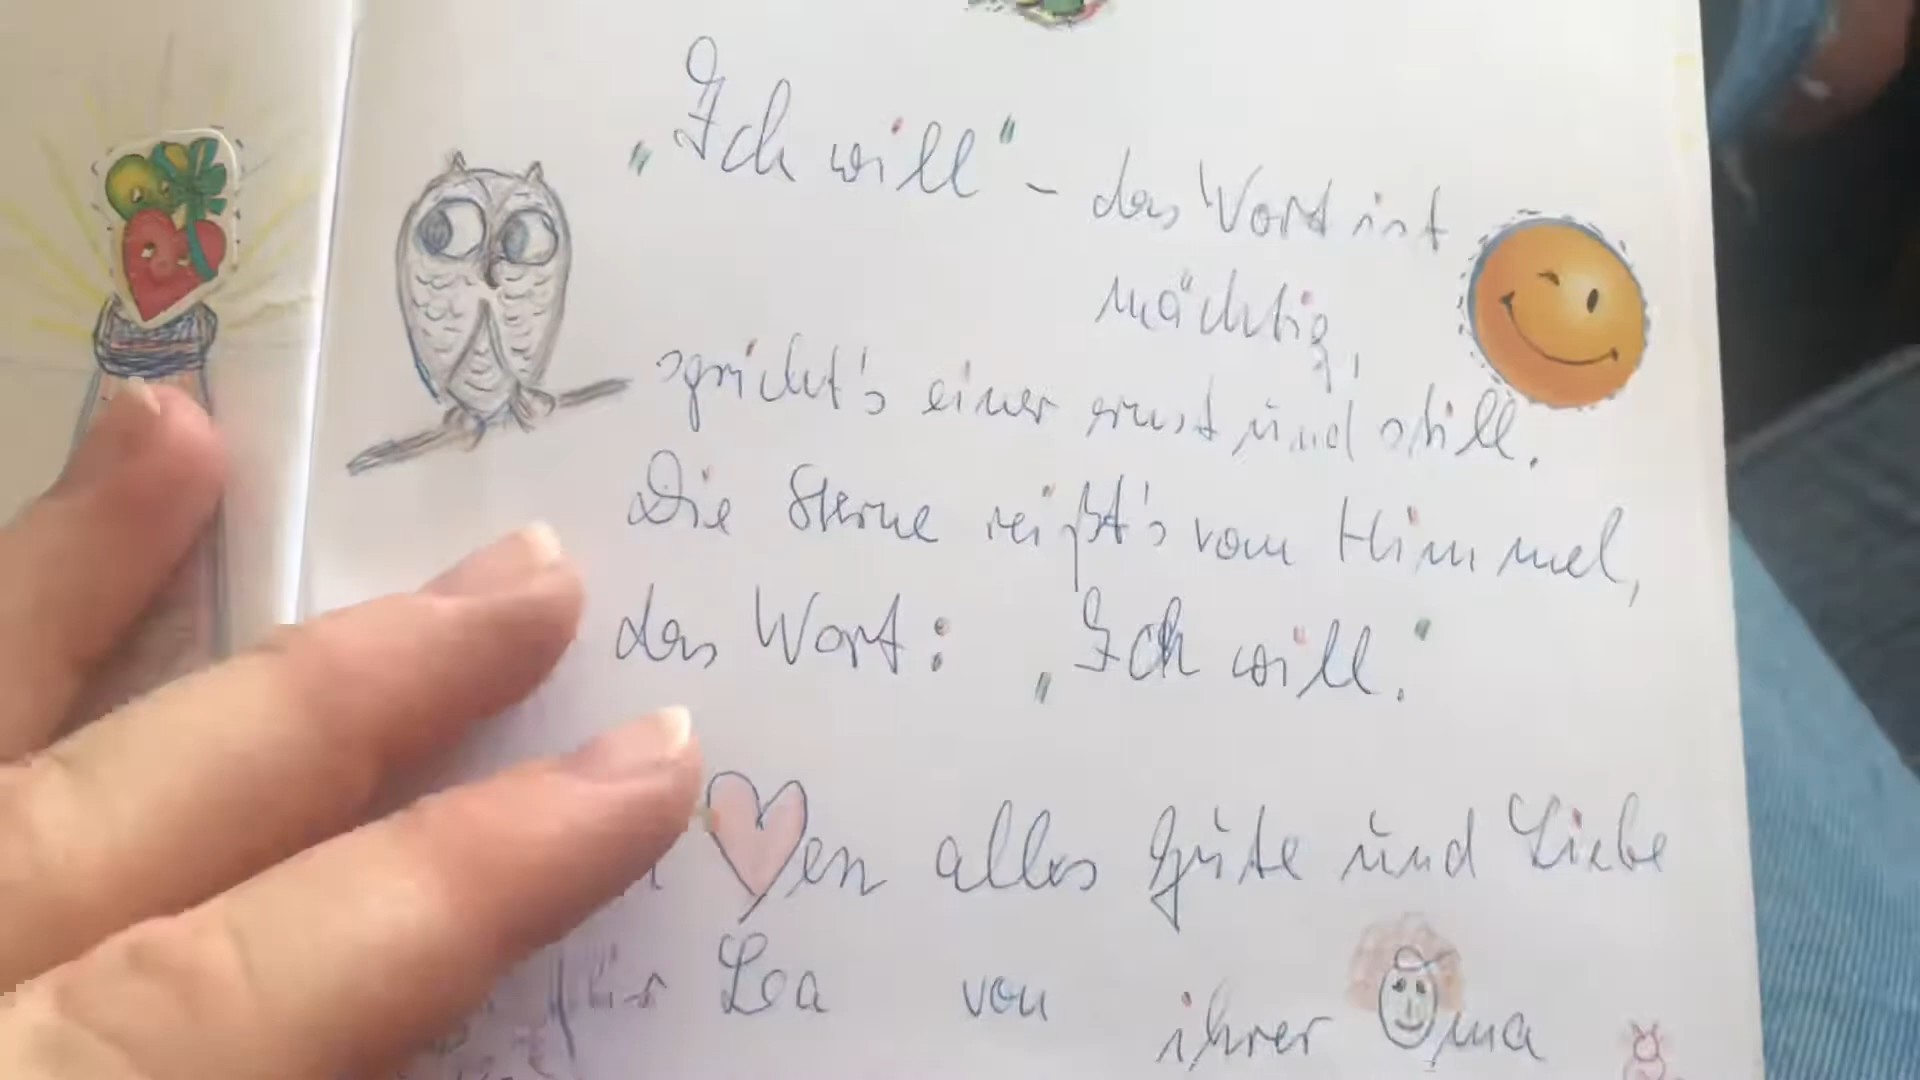 „Ich will" – das Wort ist
mächtig,
spricht's einer ernst und still.
Die Sterne reißt's vom Himmel,
das Wort: „Ich will."
en alles Gute und Liebe
für Lea von ihrer Oma